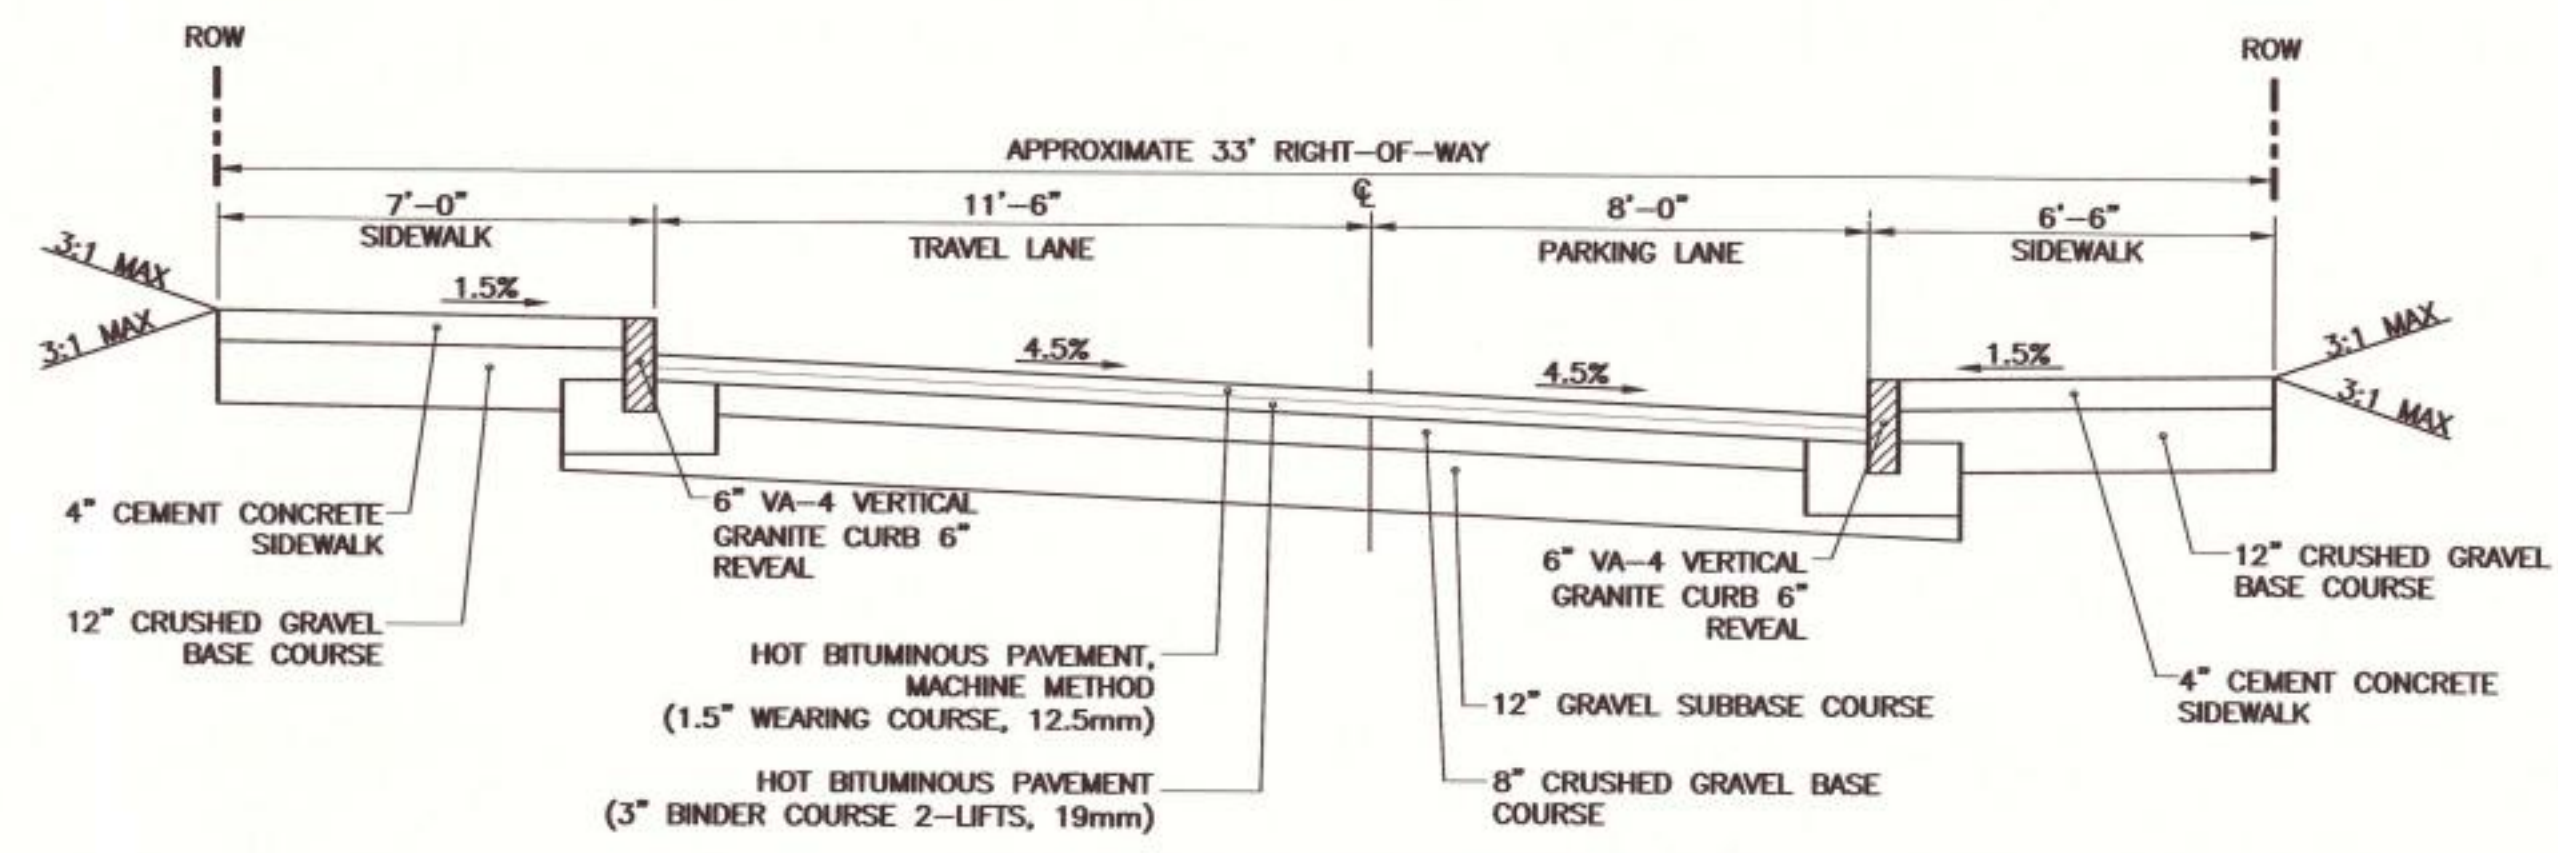 ROW
ROW
APPROXIMATE 33' RIGHT-OF-WAY
℄
7'-0"
SIDEWALK
11'-6"
TRAVEL LANE
8'-0"
PARKING LANE
6'-6"
SIDEWALK
3:1 MAX
3:1 MAX
1.5%
4.5%
4.5%
1.5%
3:1 MAX
3:1 MAX
4" CEMENT CONCRETE
SIDEWALK
12" CRUSHED GRAVEL
BASE COURSE
6" VA-4 VERTICAL
GRANITE CURB 6"
REVEAL
HOT BITUMINOUS PAVEMENT,
MACHINE METHOD
(1.5" WEARING COURSE, 12.5mm)
HOT BITUMINOUS PAVEMENT
(3" BINDER COURSE 2-LIFTS, 19mm)
6" VA-4 VERTICAL
GRANITE CURB 6"
REVEAL
12" GRAVEL SUBBASE COURSE
8" CRUSHED GRAVEL BASE
COURSE
12" CRUSHED GRAVEL
BASE COURSE
4" CEMENT CONCRETE
SIDEWALK